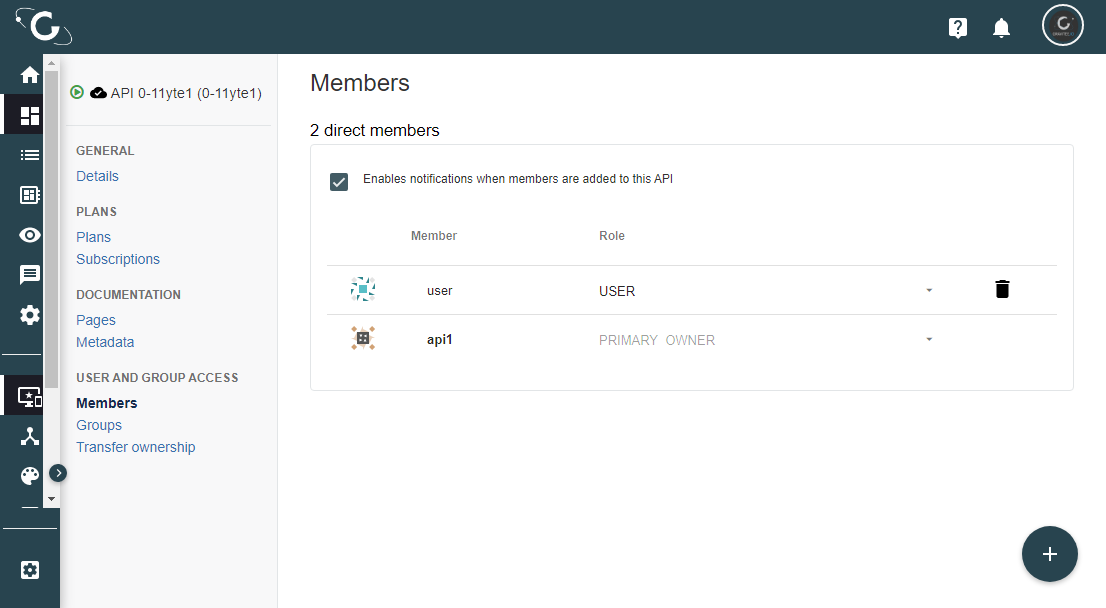 API 0-11yte1 (0-11yte1)
GENERAL
Details
PLANS
Plans
Subscriptions
DOCUMENTATION
Pages
Metadata
USER AND GROUP ACCESS
Members
Groups
Transfer ownership
Members
2 direct members
Enables notifications when members are added to this API
Member Role
user USER
api1 PRIMARY_OWNER